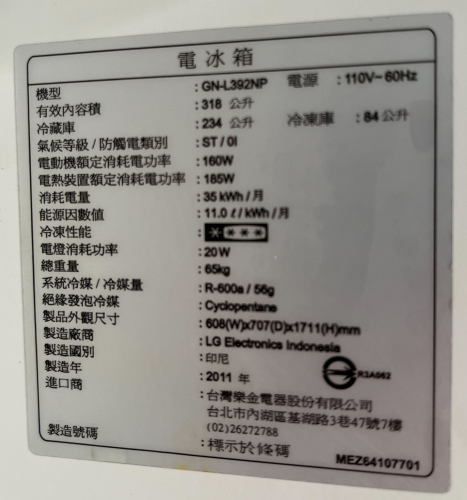 電冰箱
機型 : GN-L392NP 電源 : 110V~60Hz
有效內容積 : 318 公升
冷藏庫 : 234 公升 冷凍庫 : 84 公升
氣候等級 / 防觸電類別 : ST / 0I
電動機額定消耗電功率 : 160W
電熱裝置額定消耗電功率 : 185W
消耗電量 : 35 kWh / 月
能源因數值 : 11.0 ℓ / kWh / 月
冷凍性能 : * * * *
電燈消耗功率 : 20W
總重量 : 65kg
系統冷媒 / 冷媒量 : R-600a / 56g
絕緣發泡冷媒 : Cyclopentane
製品外觀尺寸 : 608(W)x707(D)x1711(H)mm
製造廠商 : LG Electronics Indonesia
製造國別 : 印尼
製造年 : 2011 年 R3A062
進口商 : 台灣樂金電器股份有限公司
台北市內湖區基湖路3巷47號7樓
(02)26272788
製造號碼 : 標示於條碼
MEZ64107701